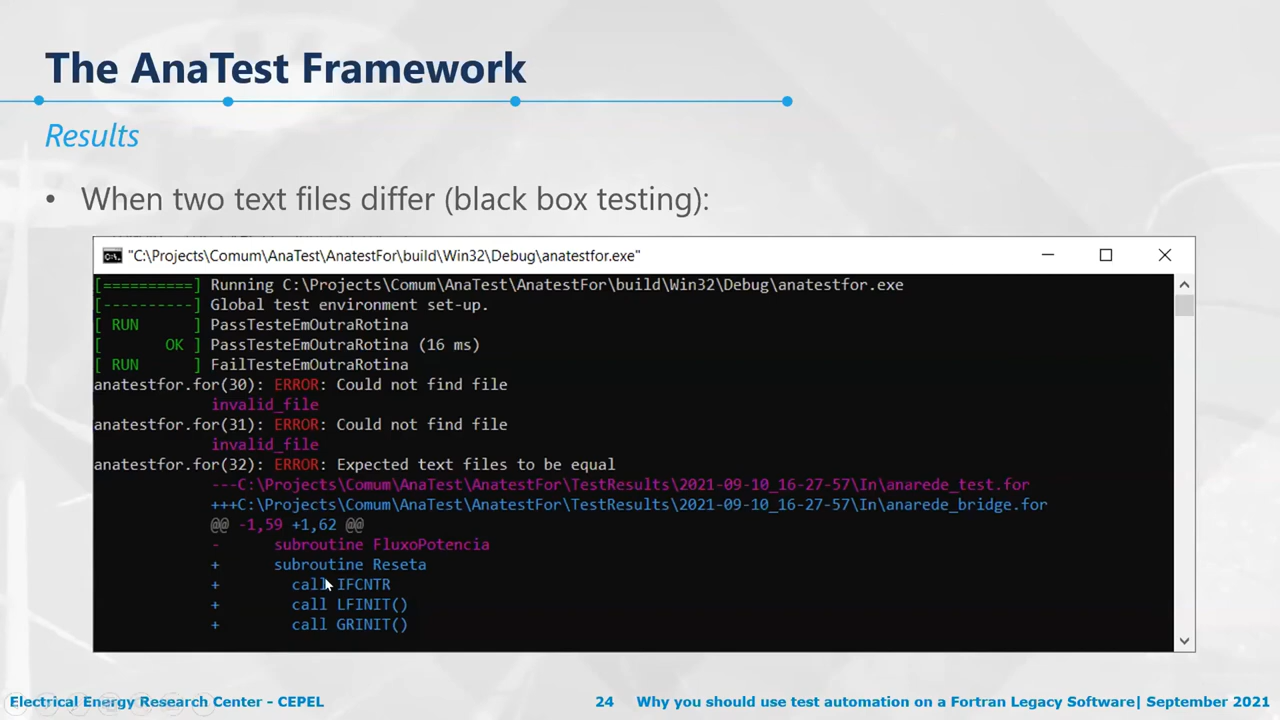 The AnaTest Framework
Results
• When two text files differ (black box testing):
"C:\Projects\Comum\AnaTest\AnatestFor\build\Win32\Debug\anatestfor.exe"
[==========] Running C:\Projects\Comum\AnaTest\AnatestFor\build\Win32\Debug\anatestfor.exe
[----------] Global test environment set-up.
[ RUN      ] PassTesteEmOutraRotina
[       OK ] PassTesteEmOutraRotina (16 ms)
[ RUN      ] FailTesteEmOutraRotina
anatestfor.for(30): ERROR: Could not find file
invalid_file
anatestfor.for(31): ERROR: Could not find file
invalid_file
anatestfor.for(32): ERROR: Expected text files to be equal
---C:\Projects\Comum\AnaTest\AnatestFor\TestResults\2021-09-10_16-27-57\In\anarede_test.for
+++C:\Projects\Comum\AnaTest\AnatestFor\TestResults\2021-09-10_16-27-57\In\anarede_bridge.for
@@ -1,59 +1,62 @@
- subroutine FluxoPotencia
+ subroutine Reseta
+ call IFCNTR
+ call LFINIT()
+ call GRINIT()
Electrical Energy Research Center - CEPEL
24
Why you should use test automation on a Fortran Legacy Software| September 2021